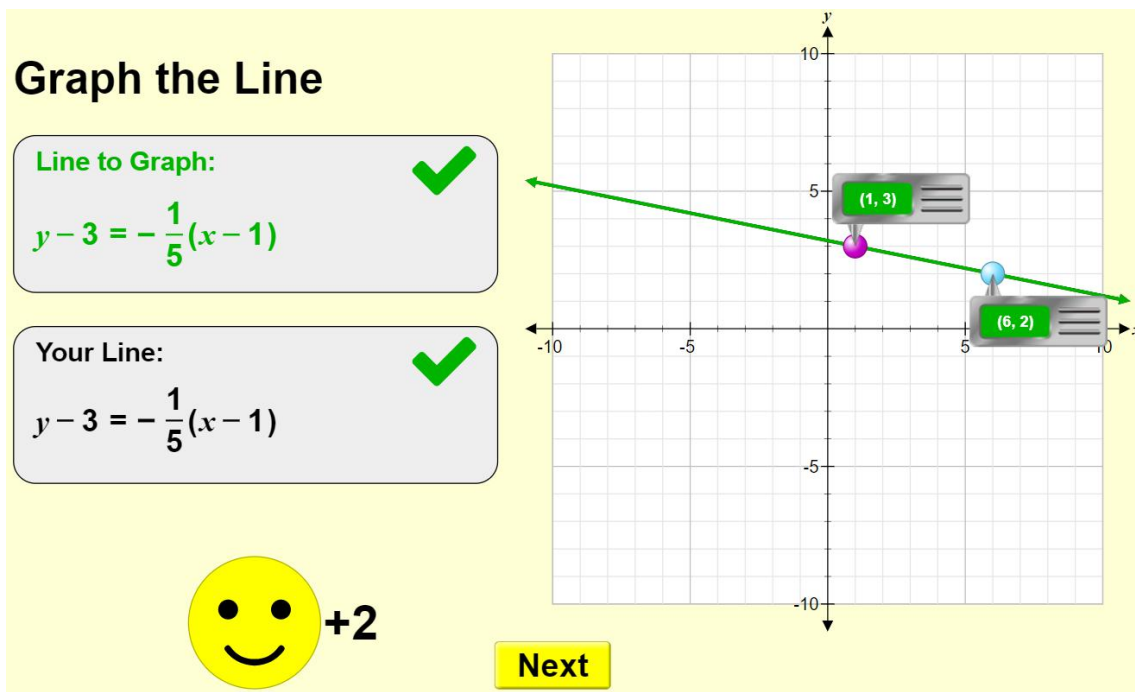 Graph the Line
Line to Graph:
y − 3 = − 1/5 (x − 1)
Your Line:
y − 3 = − 1/5 (x − 1)
+2
Next
y
10
5
(1, 3)
(6, 2)
-10
-5
5
10
x
-5
-10